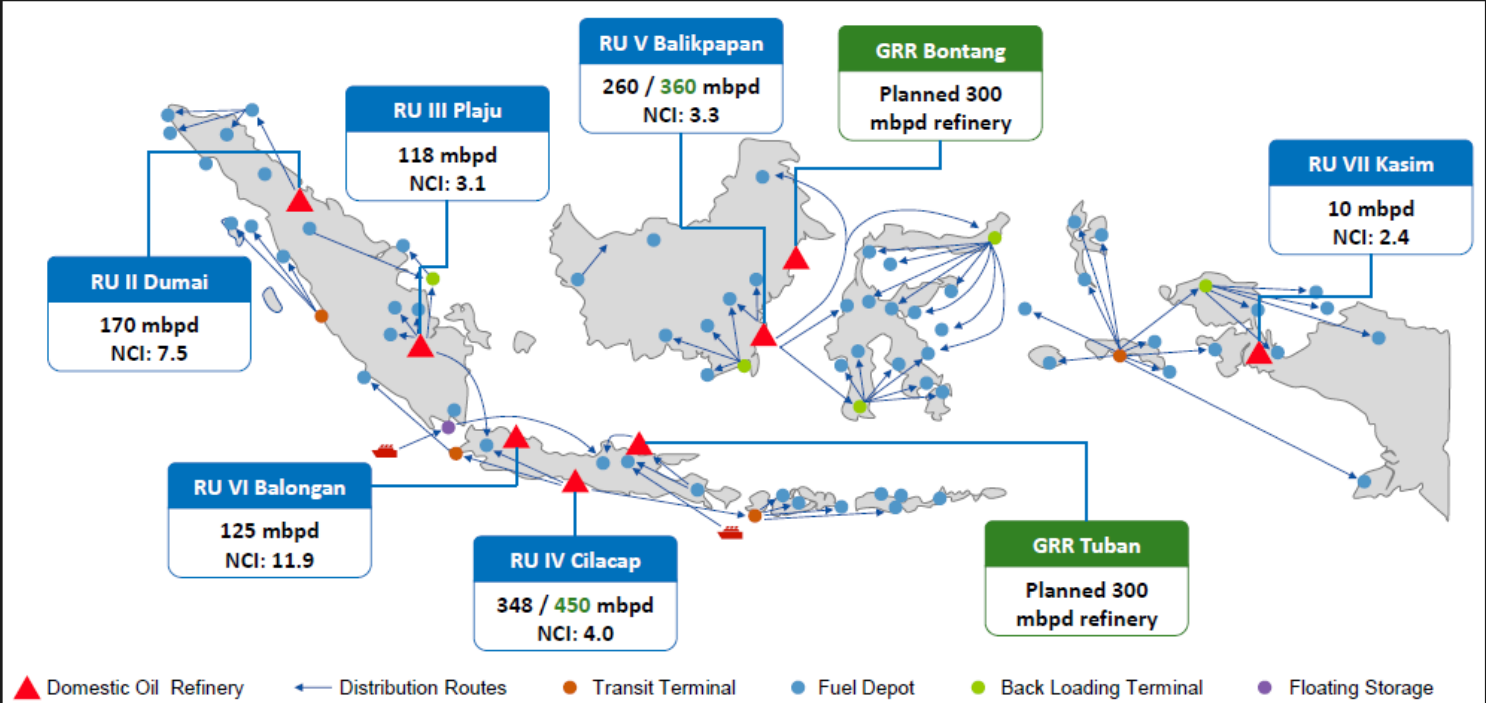 RU V Balikpapan
260 / 360 mbpd
NCI: 3.3
GRR Bontang
Planned 300
mbpd refinery
RU III Plaju
118 mbpd
NCI: 3.1
RU VII Kasim
10 mbpd
NCI: 2.4
RU II Dumai
170 mbpd
NCI: 7.5
RU VI Balongan
125 mbpd
NCI: 11.9
RU IV Cilacap
348 / 450 mbpd
NCI: 4.0
GRR Tuban
Planned 300
mbpd refinery
Domestic Oil Refinery
Distribution Routes
Transit Terminal
Fuel Depot
Back Loading Terminal
Floating Storage